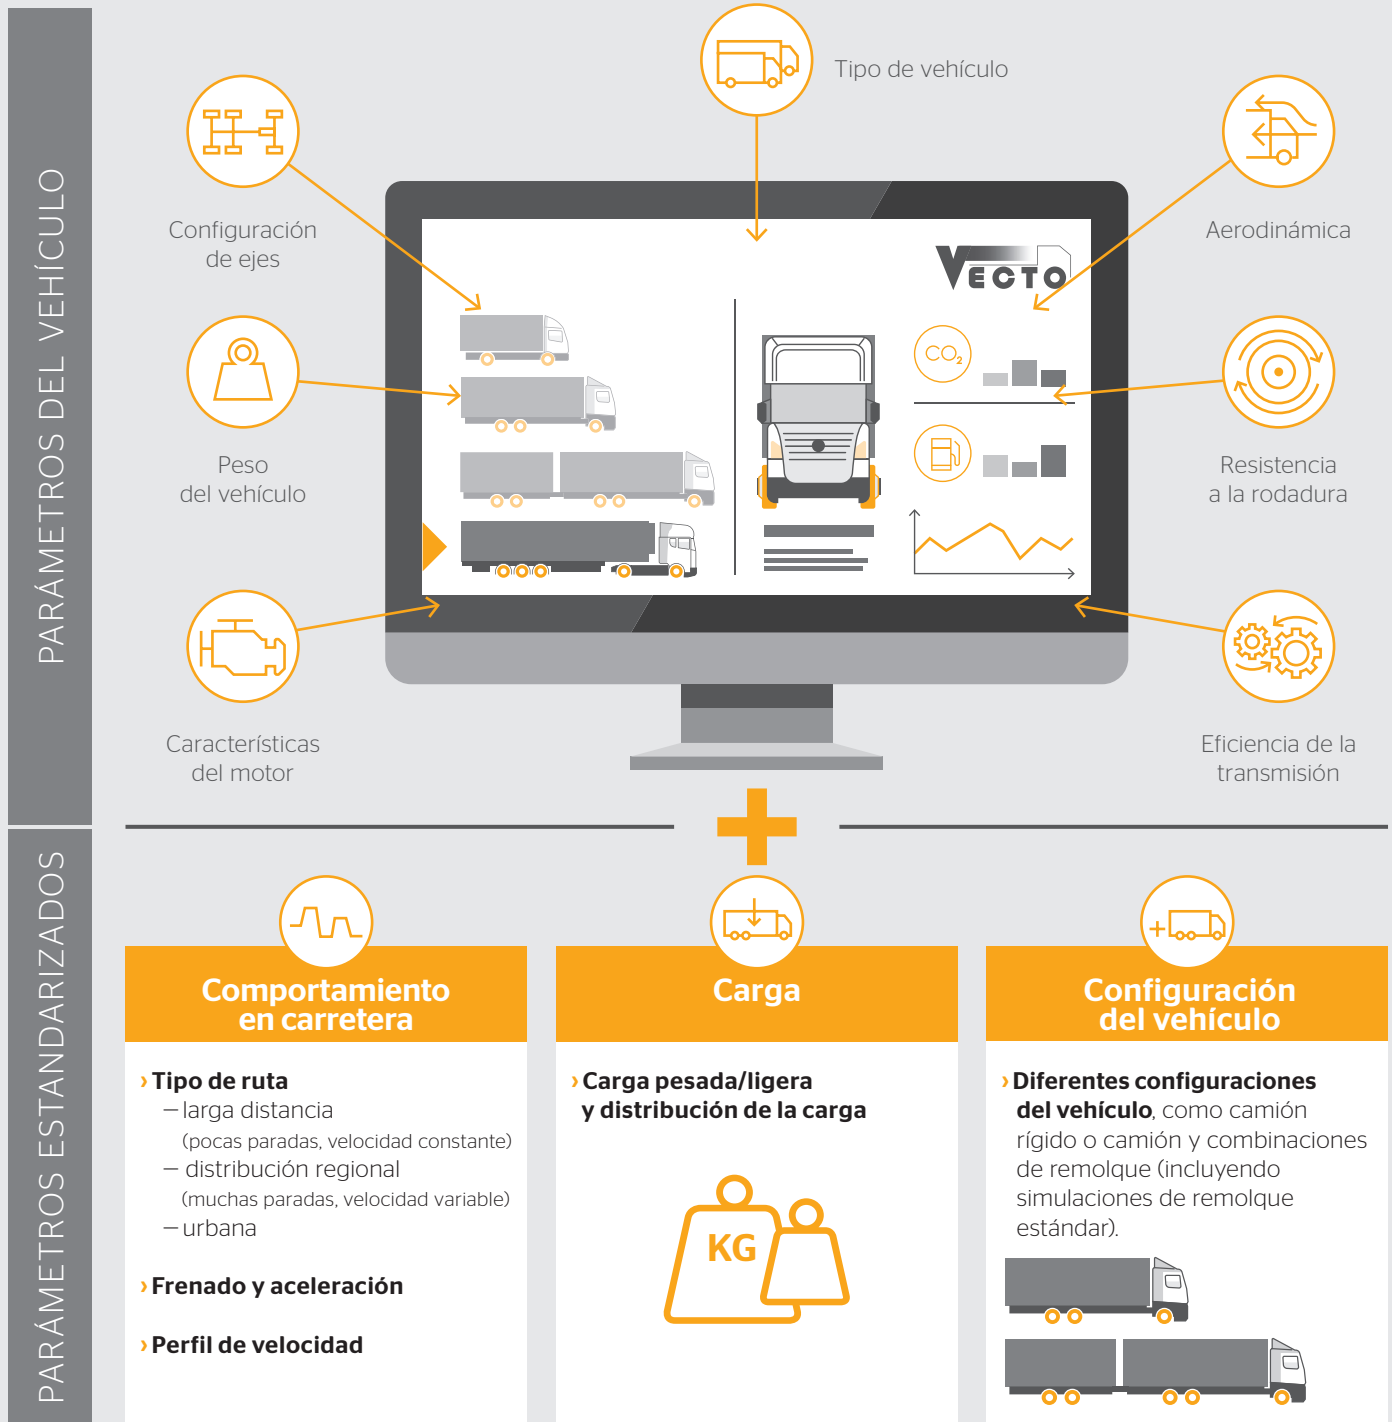 PARÁMETROS DEL VEHÍCULO
Tipo de vehículo
Configuración
de ejes
Aerodinámica
VECTO
CO₂
Peso
del vehículo
Resistencia
a la rodadura
Características
del motor
Eficiencia de la
transmisión
+
PARÁMETROS ESTANDARIZADOS
Comportamiento
en carretera
› Tipo de ruta
– larga distancia
(pocas paradas, velocidad constante)
– distribución regional
(muchas paradas, velocidad variable)
– urbana
› Frenado y aceleración
› Perfil de velocidad
Carga
› Carga pesada/ligera
y distribución de la carga
KG
Configuración
del vehículo
› Diferentes configuraciones
del vehículo, como camión
rígido o camión y combinaciones
de remolque (incluyendo
simulaciones de remolque
estándar).